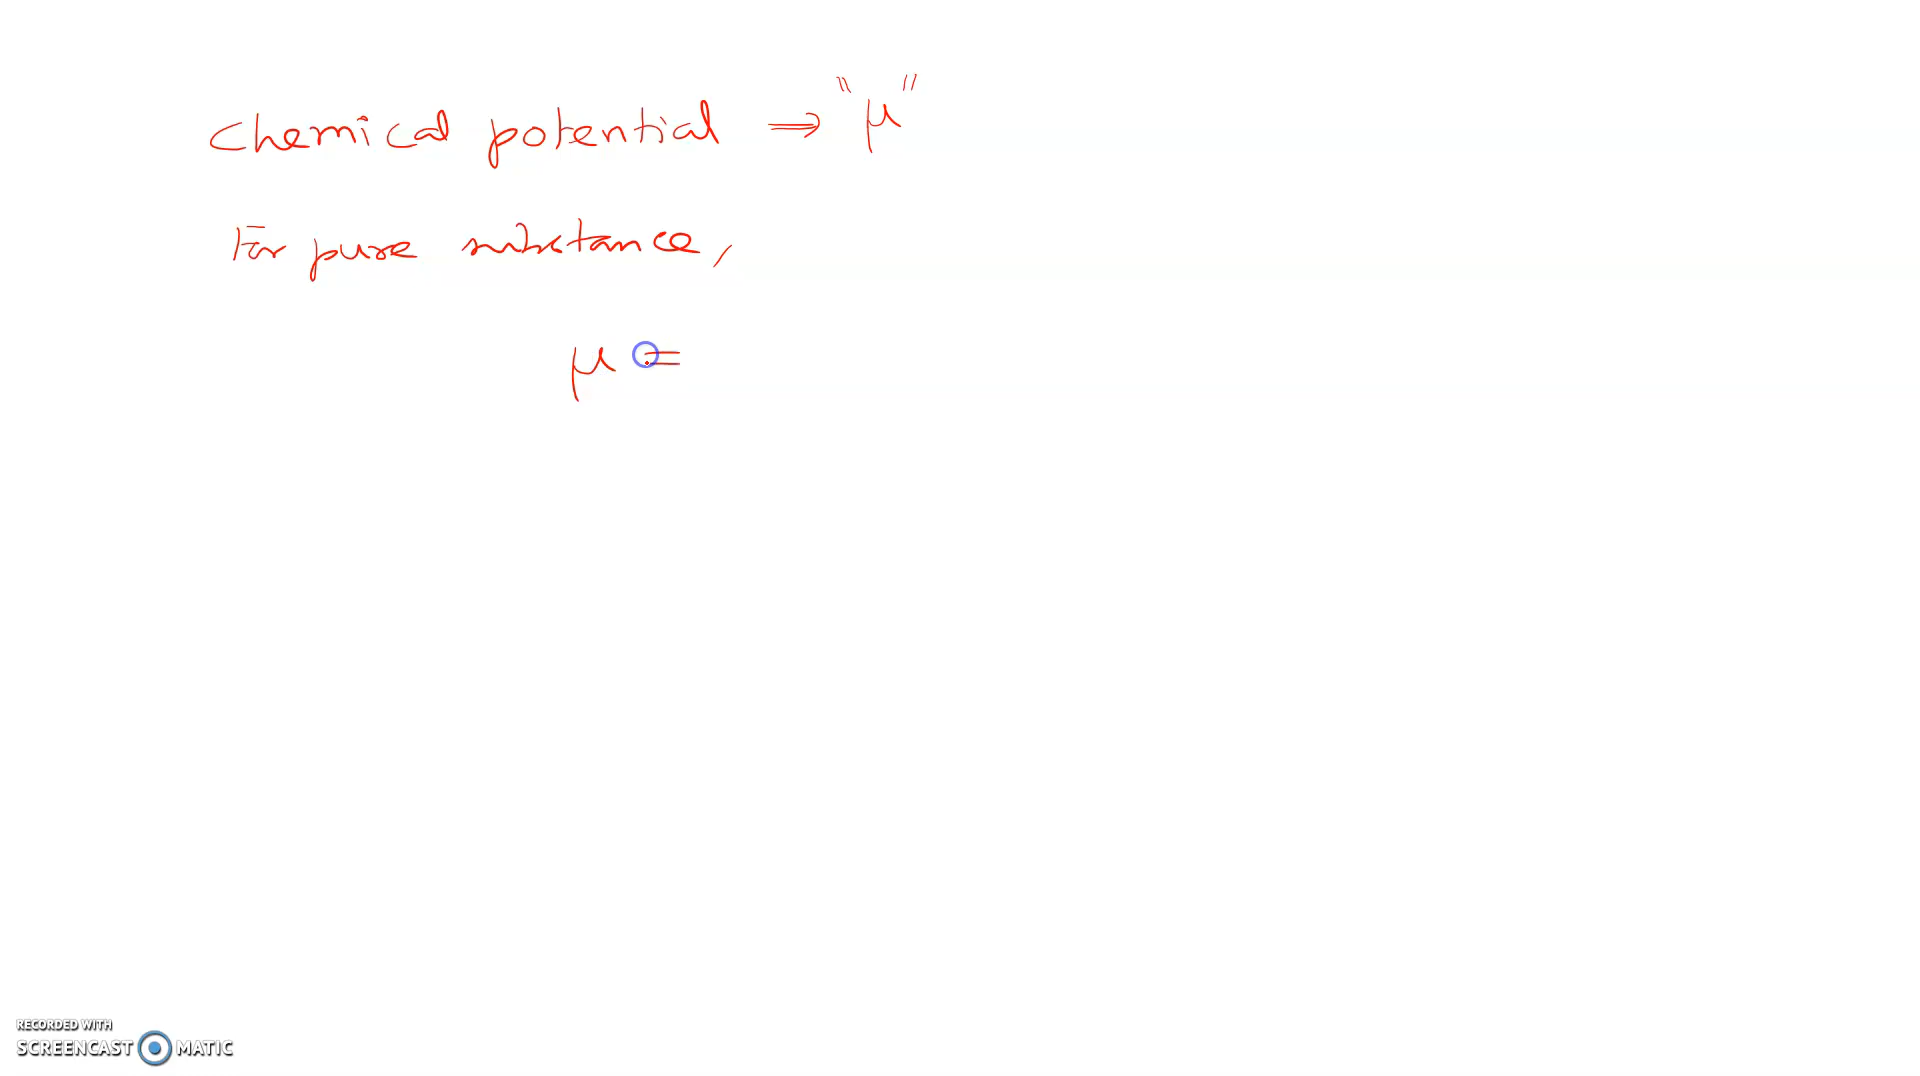 chemical potential ⇒ "μ"
For pure substance,
μ =
RECORDED WITH
SCREENCAST MATIC